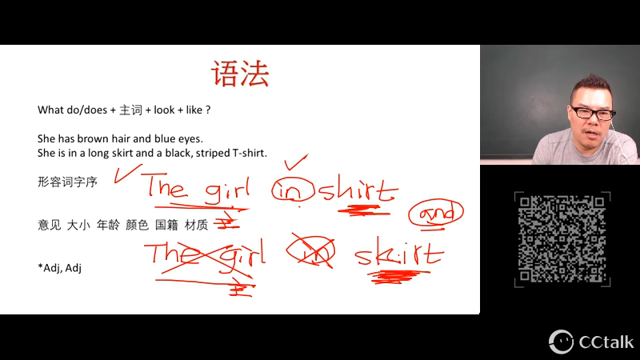 语法
What do/does + 主词 + look + like ?
She has brown hair and blue eyes.
She is in a long skirt and a black, striped T-shirt.
形容词字序
The girl in shirt
and
意见 大小 年龄 颜色 国籍 材质
The girl in skirt
*Adj, Adj
CCtalk